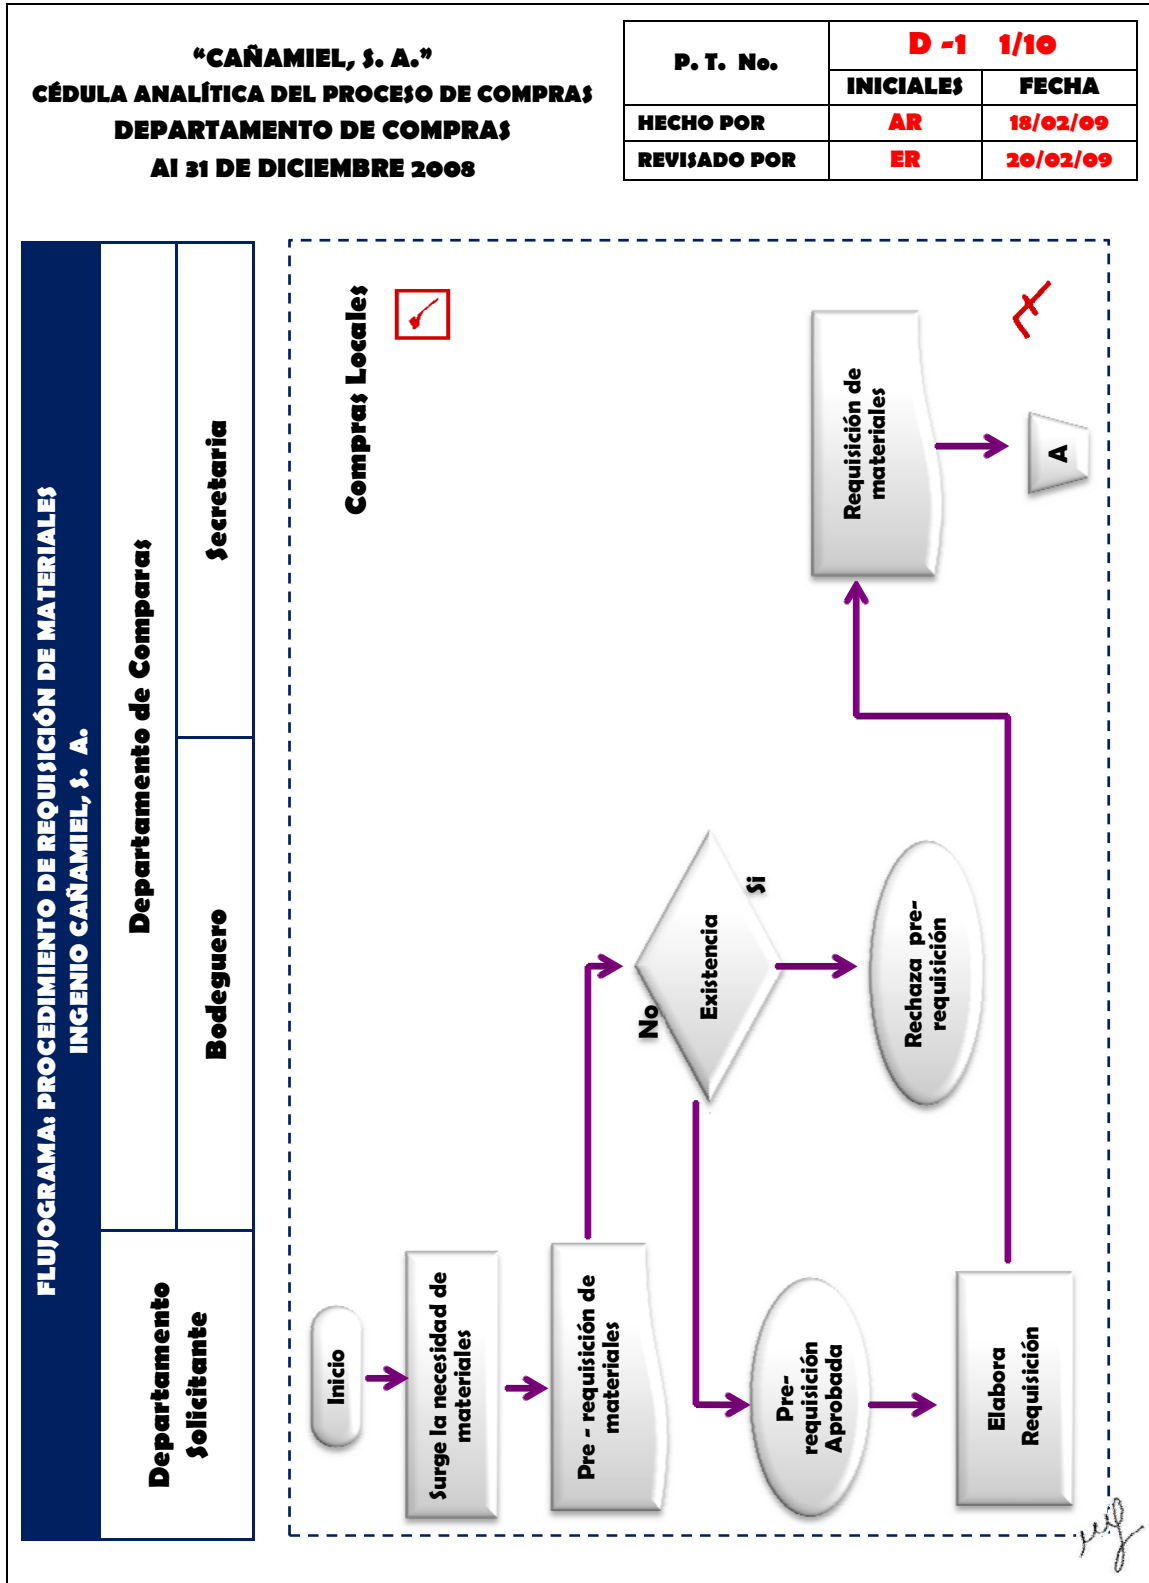 “CAÑAMIEL, S. A.”
CÉDULA ANALÍTICA DEL PROCESO DE COMPRAS
DEPARTAMENTO DE COMPRAS
Al 31 DE DICIEMBRE 2008
P. T. No.
D -1 1/10
INICIALES
FECHA
HECHO POR
AR
18/02/09
REVISADO POR
ER
20/02/09
FLUJOGRAMA: PROCEDIMIENTO DE REQUISICIÓN DE MATERIALES
INGENIO CAÑAMIEL, S. A.
Departamento
Solicitante
Departamento de Comparas
Bodeguero
Secretaria
Compras Locales
Inicio
Surge la necesidad de
materiales
Pre - requisición de
materiales
No
Existencia
Si
Rechaza pre-
requisición
Pre-
requisición
Aprobada
Elabora
Requisición
Requisición de
materiales
A